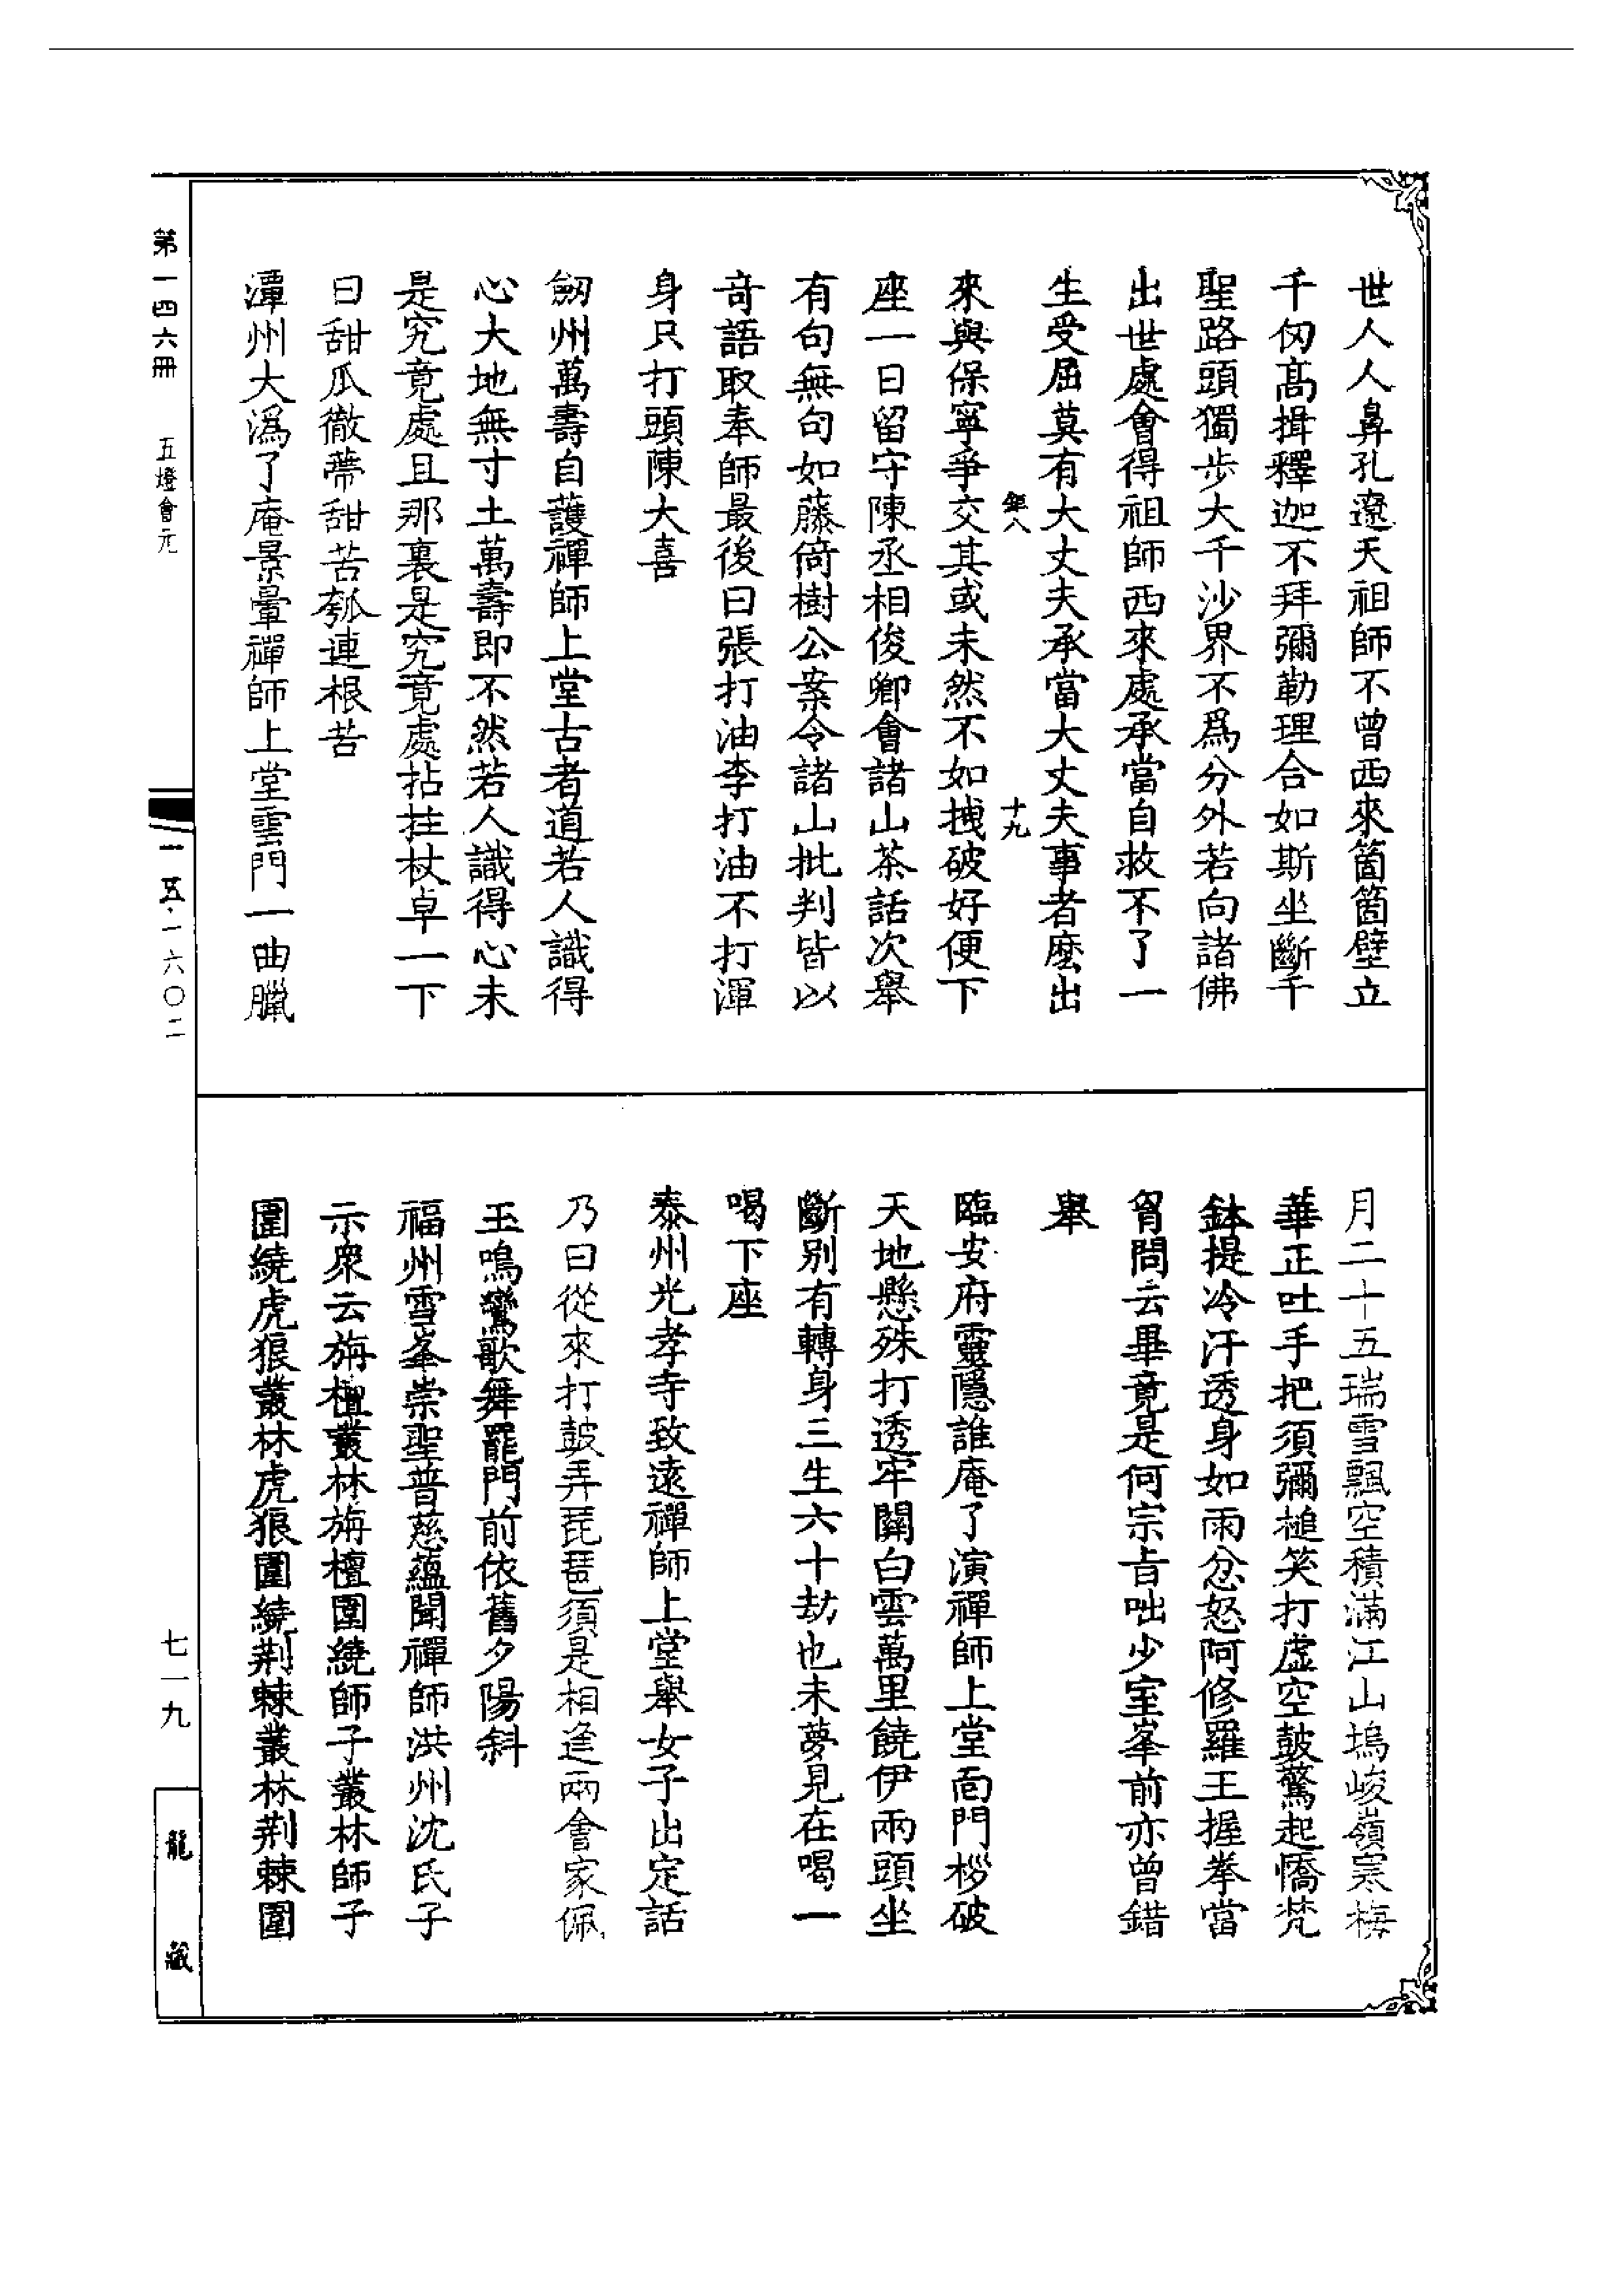 世人人鼻孔遼天祖師不曾西來箇箇壁立
千仞髙揖釋迦不拜彌勒理合如斯坐斷千
聖路頭獨步大千沙界不爲分外若向諸佛
出世處會得祖師西來處承當自救不了一
生受屈莫有大丈夫承當大丈夫事者麽出
鉅八
十九
來與保寧爭交其或未然不如拽破好便下
座一日留守陳丞相俊卿會諸山茶話次舉
有句無句如藤倚樹公案令諸山批判皆以
竒語取奉師最後曰張打油李打油不打渾
身只打頭陳大喜
劒州萬壽自護禪師上堂古者道若人識得
心大地無寸土萬壽即不然若人識得心未
是究竟處且那裏是究竟處拈拄杖卓一下
曰甜瓜徹蔕甜苦瓠連根苦
潭州大潙了庵景暈禪師上堂雲門一曲臘
月二十五瑞雪飄空積滿江山塢峻嶺寒梅
華正吐手把須彌槌笑打虛空鼓驚起憍梵
鉢提冷汗透身如雨忿怒阿修羅王握拳當
胷問云畢竟是何宗旨咄少室峯前亦曾錯
舉
臨安府靈隱誰庵了演禪師上堂面門拶破
天地懸殊打透牢關白雲萬里饒伊兩頭坐
斷别有轉身三生六十劫也未夢見在喝一
喝下座
泰州光孝寺致遠禪師上堂舉女子出定話
乃曰從來打鼓弄琵琶須是相逢兩會家佩
玉鳴鸞歌舞罷門前依舊夕陽斜
福州雪峯崇聖普慈蘊聞禪師洪州沈氏子
示衆云旃檀叢林旃檀圍繞師子叢林師子
圍繞虎狼叢林虎狼圍繞荆棘叢林荆棘圍
第一四六冊
五燈會元
一五·一六〇二
七一九
龍藏